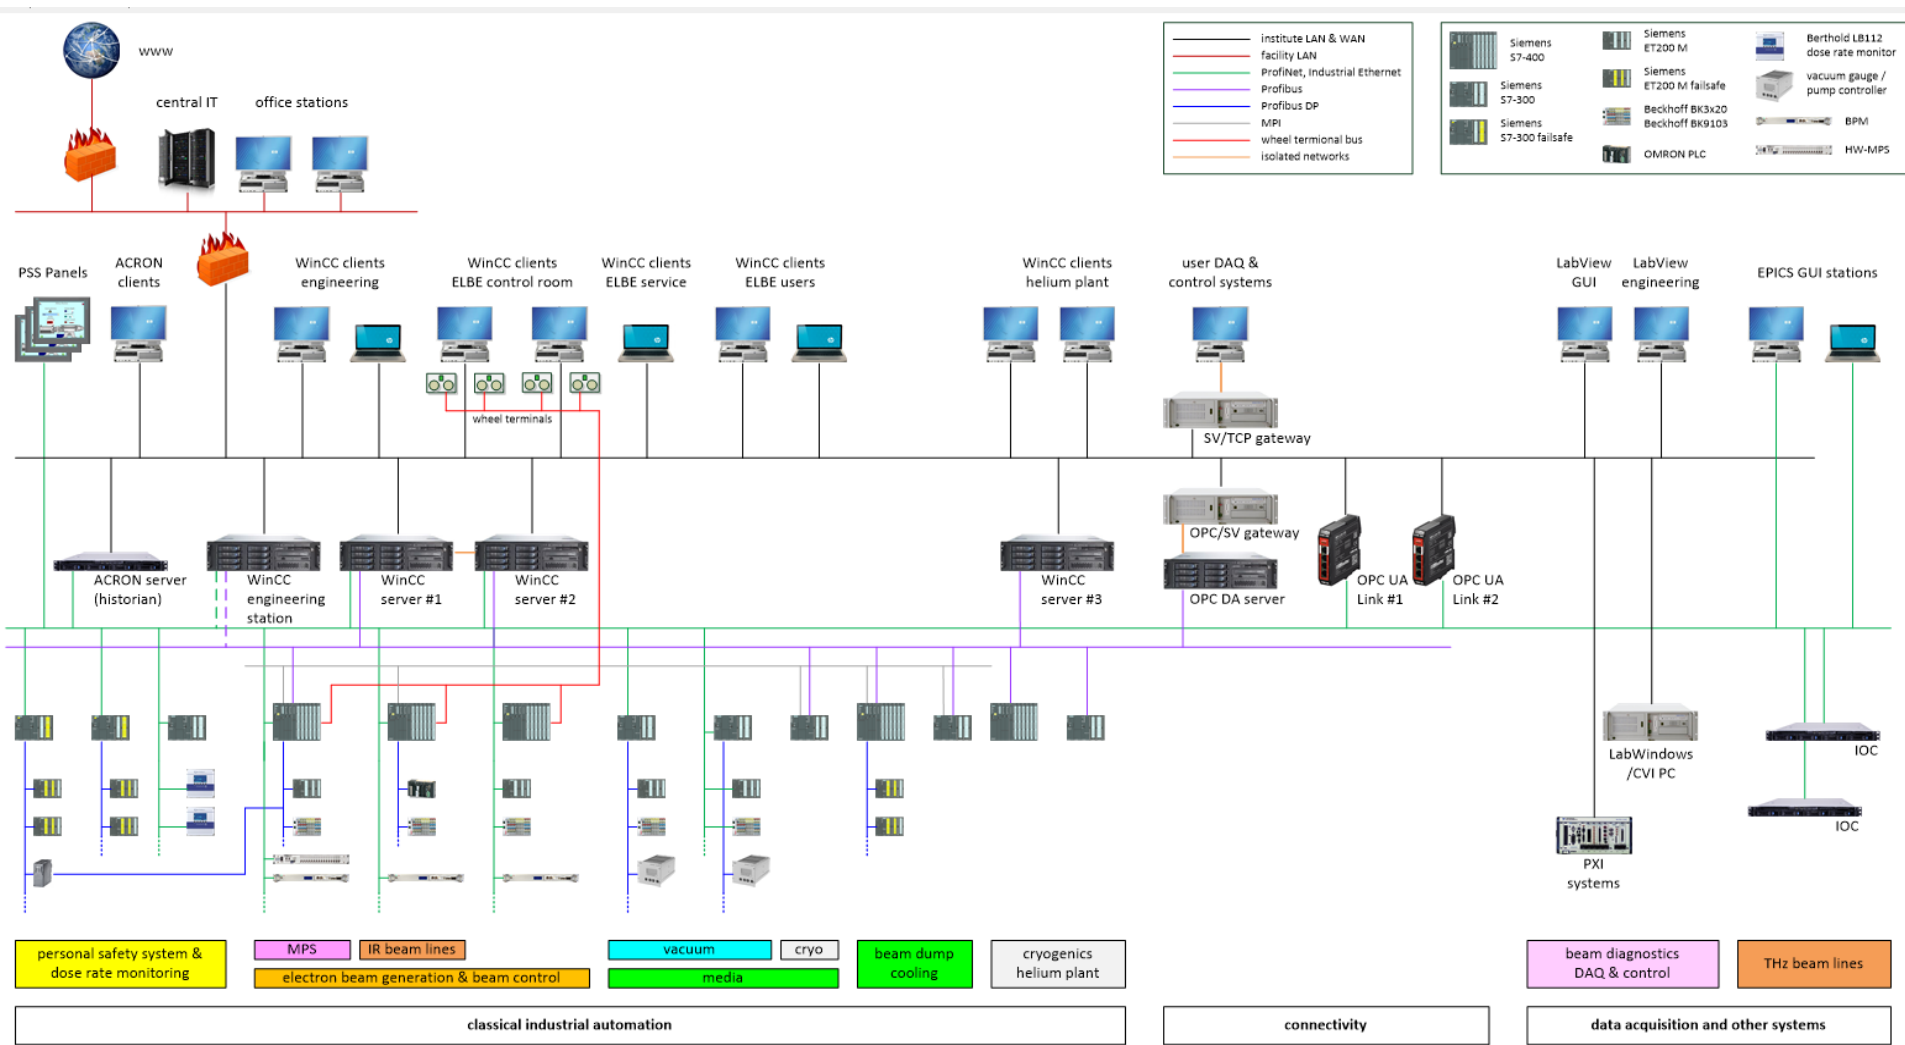 www
central IT
office stations
institute LAN & WAN
facility LAN
ProfiNet, Industrial Ethernet
Profibus
Profibus DP
MPI
wheel termional bus
isolated networks
Siemens
S7-400
Siemens
S7-300
Siemens
S7-300 failsafe
Siemens
ET200 M
Siemens
ET200 M failsafe
Beckhoff BK3x20
Beckhoff BK9103
OMRON PLC
Berthold LB112
dose rate monitor
vacuum gauge /
pump controller
BPM
HW-MPS
PSS Panels
ACRON
clients
WinCC clients
engineering
WinCC clients
ELBE control room
WinCC clients
ELBE service
WinCC clients
ELBE users
WinCC clients
helium plant
user DAQ &
control systems
LabView
GUI
LabView
engineering
EPICS GUI stations
wheel terminals
SV/TCP gateway
OPC/SV gateway
ACRON server
(historian)
WinCC
engineering
station
WinCC
server #1
WinCC
server #2
WinCC
server #3
OPC DA server
OPC UA
Link #1
OPC UA
Link #2
LabWindows
/CVI PC
IOC
IOC
PXI
systems
personal safety system &
dose rate monitoring
MPS
IR beam lines
electron beam generation & beam control
vacuum
cryo
media
beam dump
cooling
cryogenics
helium plant
beam diagnostics
DAQ & control
THz beam lines
classical industrial automation
connectivity
data acquisition and other systems